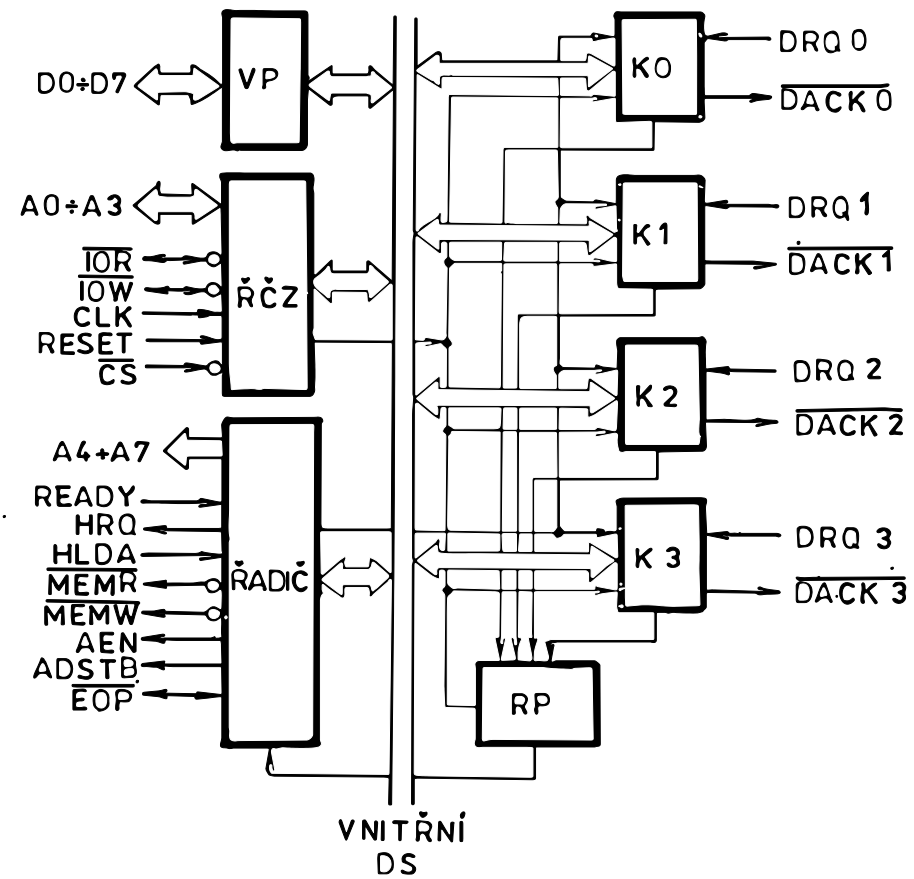 D0÷D7
VP
A0÷A3
IOR
IOW
CLK
RESET
CS
ŘČZ
A4+A7
READY
HRQ
HLDA
MEMR
MEMW
AEN
ADSTB
EOP
ŘADIČ
VNITŘNÍ
DS
K0
DRQ 0
DACK 0
K1
DRQ 1
DACK 1
K2
DRQ 2
DACK 2
K3
DRQ 3
DACK 3
RP